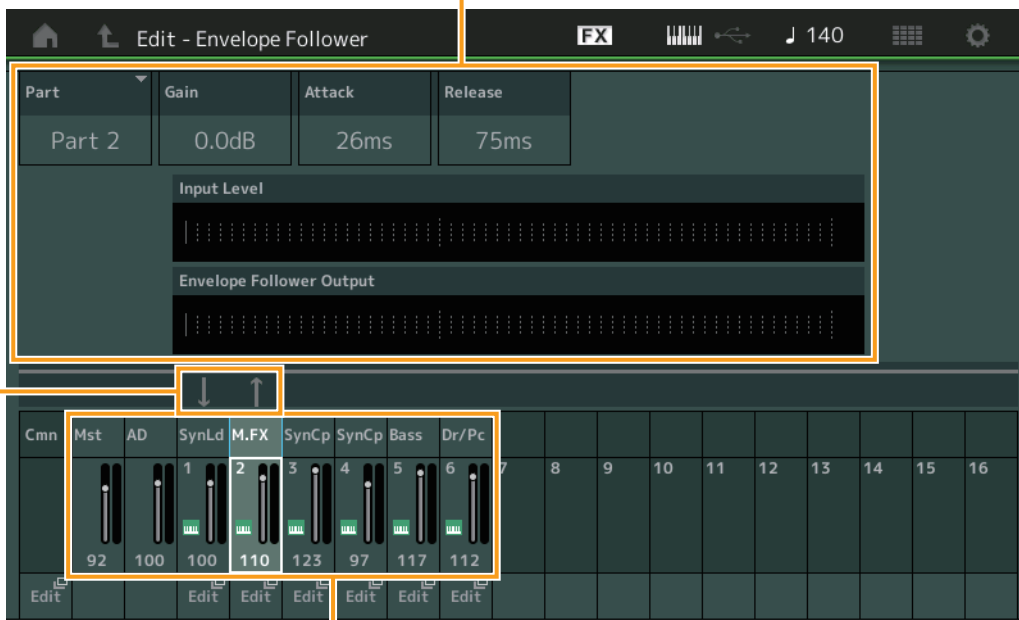 Edit - Envelope Follower FX ♩ 140
Part Gain Attack Release
Part 2 0.0dB 26ms 75ms
Input Level
Envelope Follower Output
↓ ↑
Cmn Mst AD SynLd M.FX SynCp SynCp Bass Dr/Pc
1 2 3 4 5 6 7 8 9 10 11 12 13 14 15 16
92 100 100 110 123 97 117 112
Edit Edit Edit Edit Edit Edit Edit